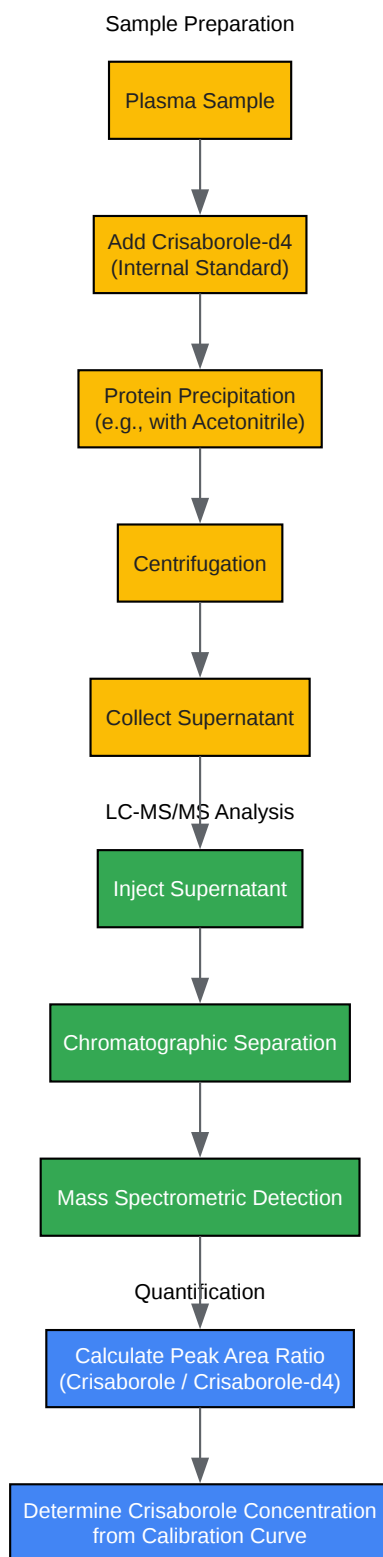 Sample Preparation
Plasma Sample
Add Crisaborole-d4
(Internal Standard)
Protein Precipitation
(e.g., with Acetonitrile)
Centrifugation
Collect Supernatant
LC-MS/MS Analysis
Inject Supernatant
Chromatographic Separation
Mass Spectrometric Detection
Quantification
Calculate Peak Area Ratio
(Crisaborole / Crisaborole-d4)
Determine Crisaborole Concentration
from Calibration Curve